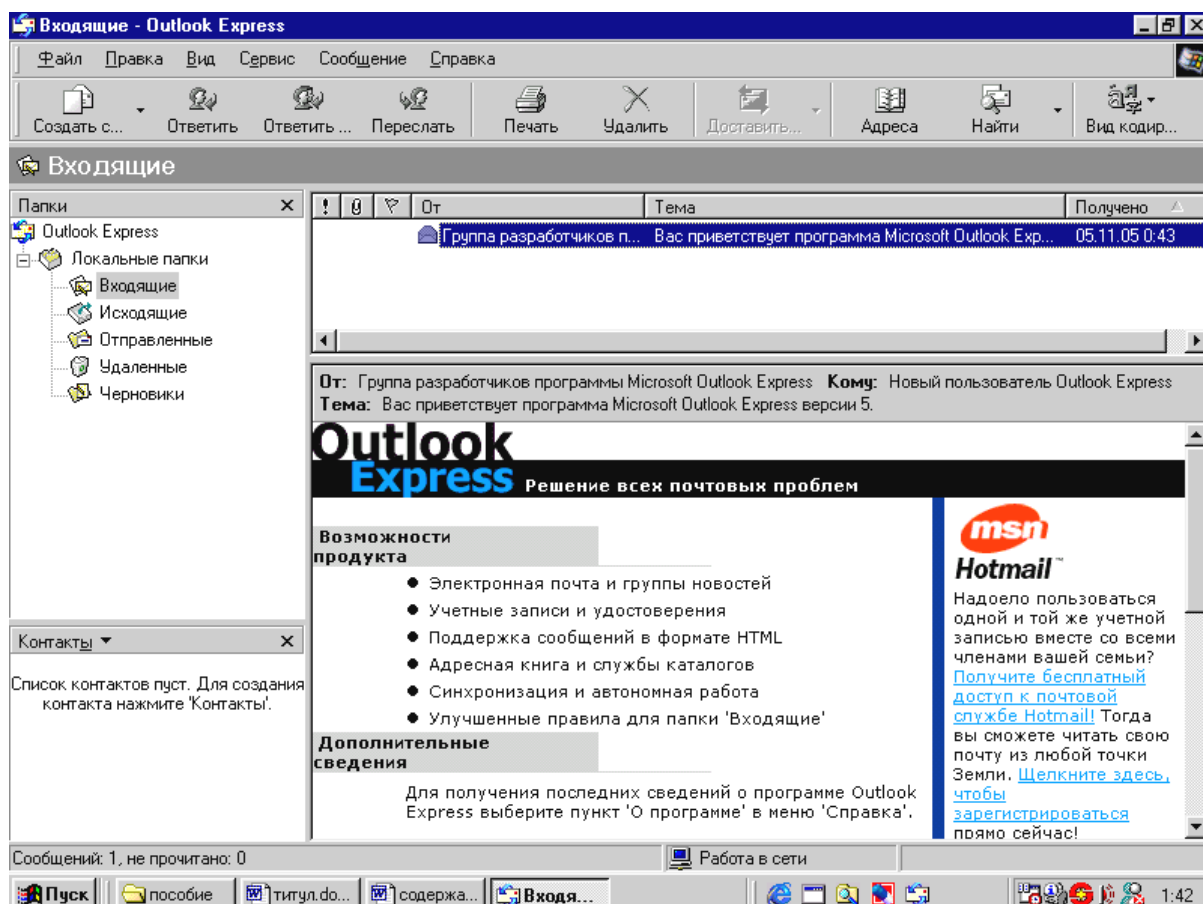 Входящие - Outlook Express
Файл Правка Вид Сервис Сообщение Справка
Создать с... Ответить Ответить ... Переслать Печать Удалить Доставить... Адреса Найти Вид кодир...
Входящие
Папки
Outlook Express
Локальные папки
Входящие
Исходящие
Отправленные
Удаленные
Черновики
Контакты
Список контактов пуст. Для создания
контакта нажмите 'Контакты'.
! От Тема Получено
Группа разработчиков п... Вас приветствует программа Microsoft Outlook Exp... 05.11.05 0:43
От: Группа разработчиков программы Microsoft Outlook Express Кому: Новый пользователь Outlook Express
Тема: Вас приветствует программа Microsoft Outlook Express версии 5.
Outlook
Express Решение всех почтовых проблем
Возможности
продукта
Электронная почта и группы новостей
Учетные записи и удостоверения
Поддержка сообщений в формате HTML
Адресная книга и службы каталогов
Синхронизация и автономная работа
Улучшенные правила для папки 'Входящие'
Дополнительные
сведения
Для получения последних сведений о программе Outlook
Express выберите пункт 'О программе' в меню 'Справка'.
msn
Hotmail™
Надоело пользоваться
одной и той же учетной
записью вместе со всеми
членами вашей семьи?
Получите бесплатный
доступ к почтовой
службе Hotmail! Тогда
вы сможете читать свою
почту из любой точки
Земли. Щелкните здесь,
чтобы
зарегистрироваться
прямо сейчас!
Сообщений: 1, не прочитано: 0 Работа в сети
Пуск пособие титул.do... содержа... Входя... 1:42